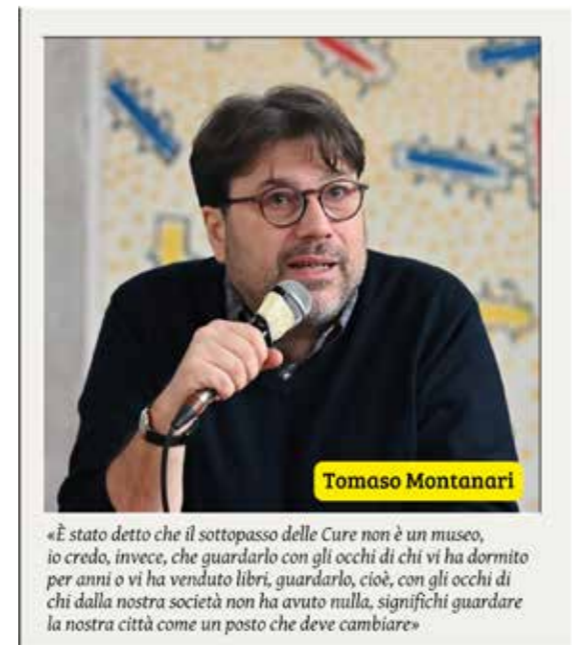 Tomaso Montanari
«È stato detto che il sottopasso delle Cure non è un museo,
io credo, invece, che guardarlo con gli occhi di chi vi ha dormito
per anni o vi ha venduto libri, guardarlo, cioè, con gli occhi di
chi dalla nostra società non ha avuto nulla, significhi guardare
la nostra città come un posto che deve cambiare»